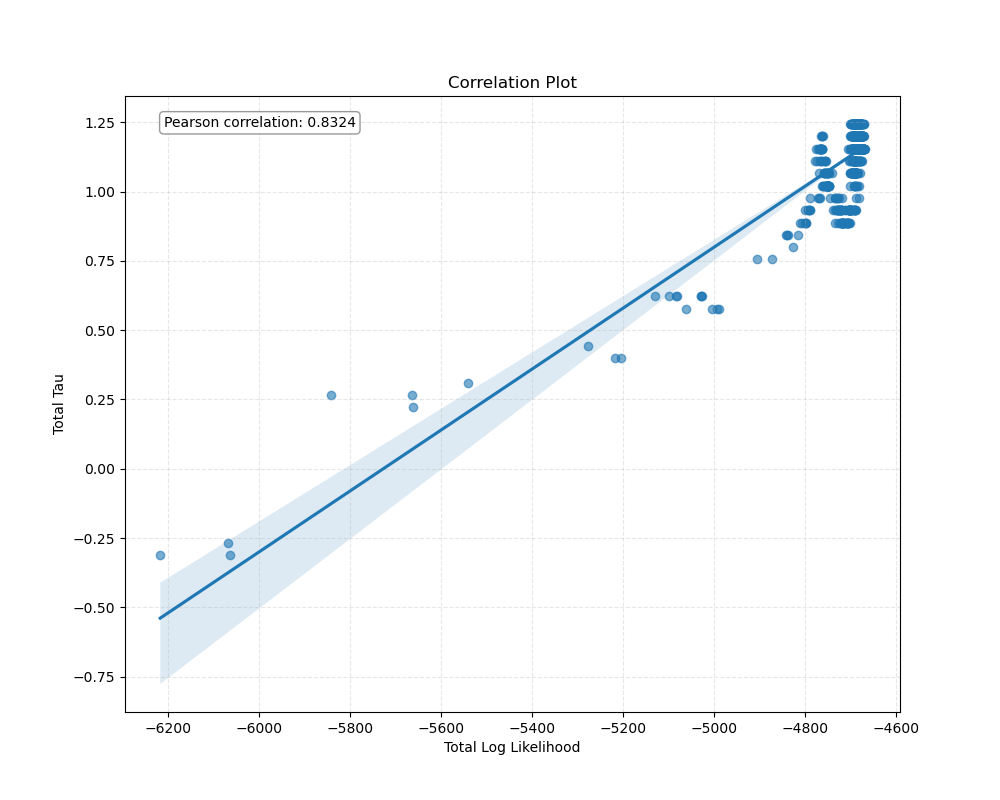 Correlation Plot
Pearson correlation: 0.8324
1.25
1.00
0.75
0.50
0.25
0.00
−0.25
−0.50
−0.75
Total Tau
−6200 −6000 −5800 −5600 −5400 −5200 −5000 −4800 −4600
Total Log Likelihood